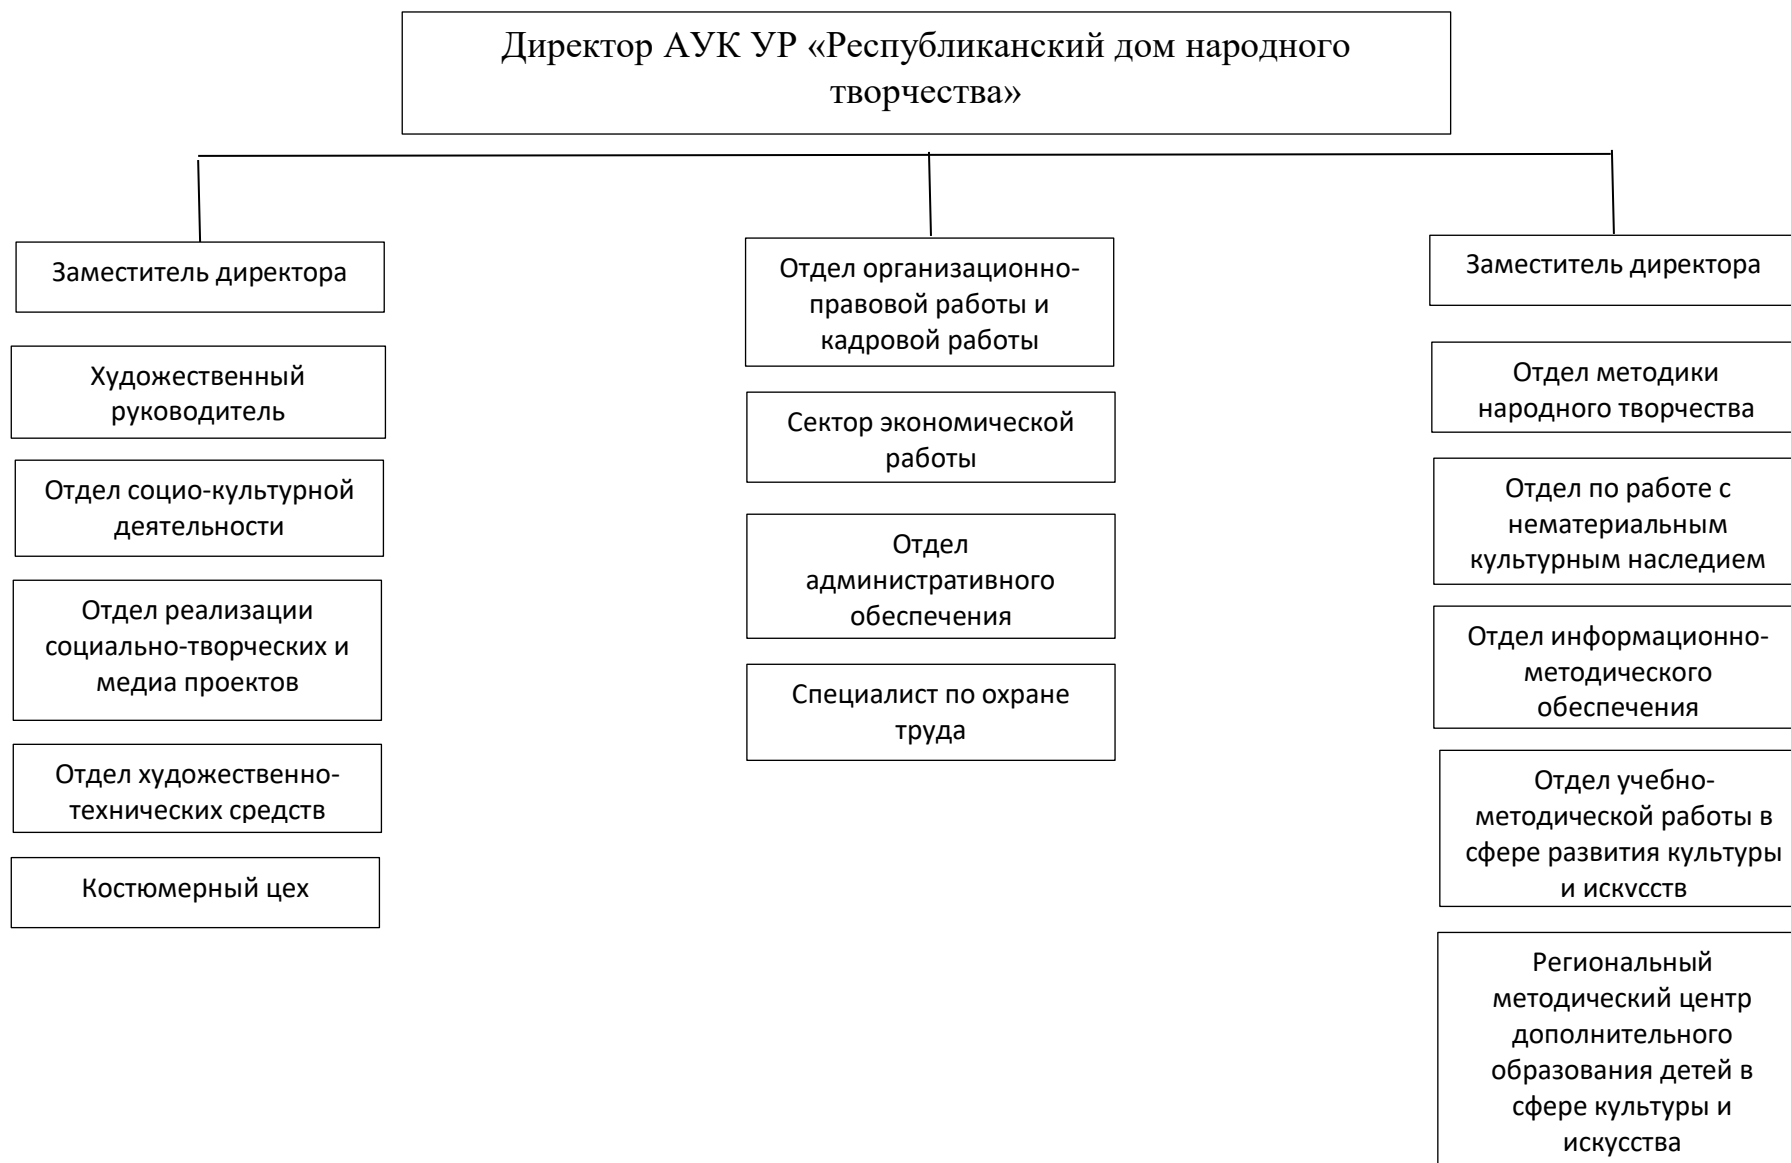 Директор АУК УР «Республиканский дом народного
творчества»
Заместитель директора
Художественный
руководитель
Отдел социо-культурной
деятельности
Отдел реализации
социально-творческих и
медиа проектов
Отдел художественно-
технических средств
Костюмерный цех
Отдел организационно-
правовой работы и
кадровой работы
Сектор экономической
работы
Отдел
административного
обеспечения
Специалист по охране
труда
Заместитель директора
Отдел методики
народного творчества
Отдел по работе с
нематериальным
культурным наследием
Отдел информационно-
методического
обеспечения
Отдел учебно-
методической работы в
сфере развития культуры
и искусств
Региональный
методический центр
дополнительного
образования детей в
сфере культуры и
искусства